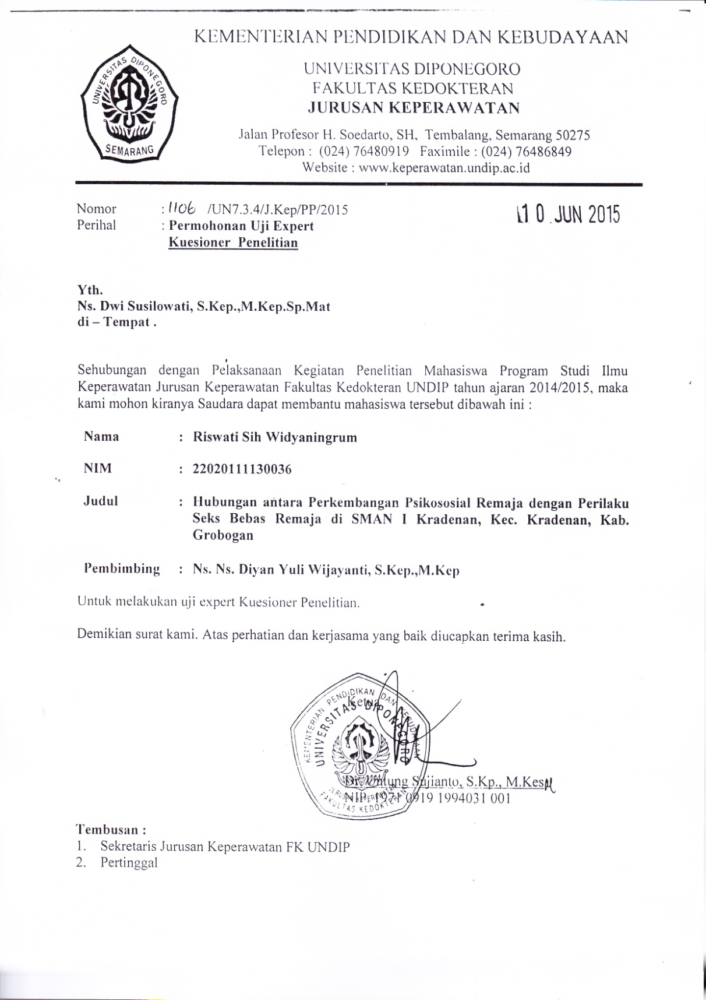 KEMENTERIAN PENDIDIKAN DAN KEBUDAYAAN
UNIVERSITAS DIPONEGORO
FAKULTAS KEDOKTERAN
JURUSAN KEPERAWATAN
Jalan Profesor H. Soedarto, SH, Tembalang, Semarang 50275
Telepon : (024) 76480919 Faximile : (024) 76486849
Website : www.keperawatan.undip.ac.id
UNIVERSITAS DIPONEGORO
SEMARANG
Nomor : 1106 /UN7.3.4/J.Kep/PP/2015
10 JUN 2015
Perihal : Permohonan Uji Expert
Kuesioner Penelitian
Yth.
Ns. Dwi Susilowati, S.Kep.,M.Kep.Sp.Mat
di – Tempat .
Sehubungan dengan Pelaksanaan Kegiatan Penelitian Mahasiswa Program Studi Ilmu
Keperawatan Jurusan Keperawatan Fakultas Kedokteran UNDIP tahun ajaran 2014/2015, maka
kami mohon kiranya Saudara dapat membantu mahasiswa tersebut dibawah ini :
Nama : Riswati Sih Widyaningrum
NIM : 22020111130036
Judul : Hubungan antara Perkembangan Psikososial Remaja dengan Perilaku
Seks Bebas Remaja di SMAN I Kradenan, Kec. Kradenan, Kab.
Grobogan
Pembimbing : Ns. Ns. Diyan Yuli Wijayanti, S.Kep.,M.Kep
Untuk melakukan uji expert Kuesioner Penelitian.
Demikian surat kami. Atas perhatian dan kerjasama yang baik diucapkan terima kasih.
Ketua
KEMENTERIAN PENDIDIKAN DAN KEBUDAYAAN
UNIVERSITAS DIPONEGORO
JURUSAN KEPERAWATAN
FAKULTAS KEDOKTERAN
Dr. Untung Sujianto, S.Kp., M.Kes
NIP. 1971 0919 1994031 001
Tembusan :
1. Sekretaris Jurusan Keperawatan FK UNDIP
2. Pertinggal